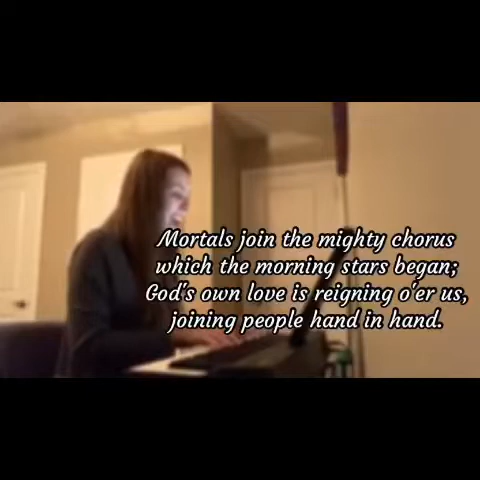 Mortals join the mighty chorus
which the morning stars began;
God's own love is reigning o'er us,
joining people hand in hand.